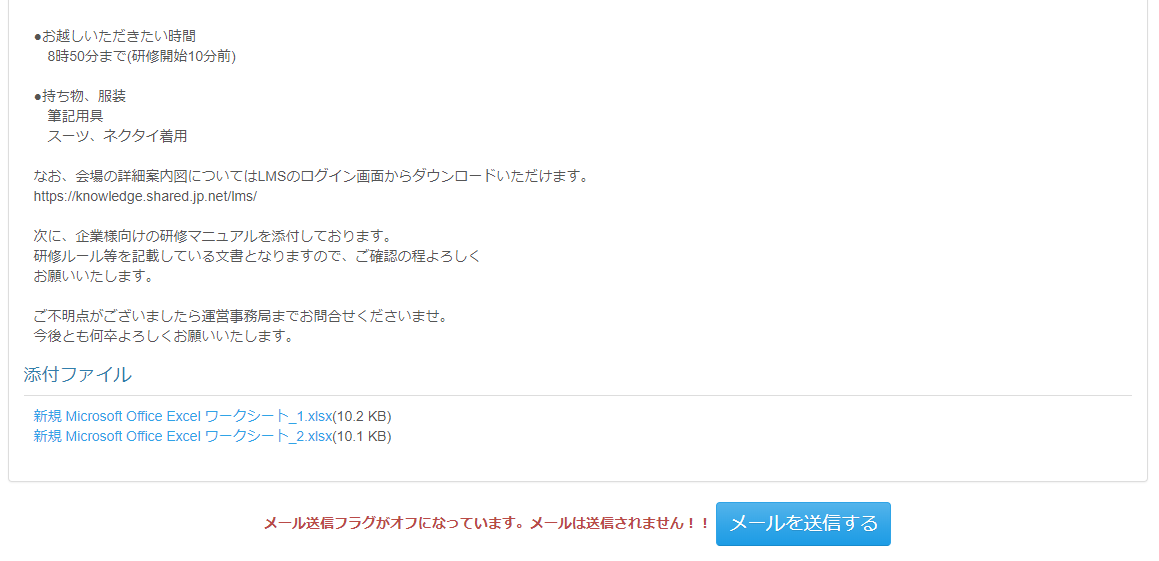 ●お越しいただきたい時間
8時50分まで(研修開始10分前)
●持ち物、服装
筆記用具
スーツ、ネクタイ着用
なお、会場の詳細案内図についてはLMSのログイン画面からダウンロードいただけます。
https://knowledge.shared.jp.net/lms/
次に、企業様向けの研修マニュアルを添付しております。
研修ルール等を記載している文書となりますので、ご確認の程よろしく
お願いいたします。
ご不明点がございましたら運営事務局までお問合せくださいませ。
今後とも何卒よろしくお願いいたします。
添付ファイル
新規 Microsoft Office Excel ワークシート_1.xlsx(10.2 KB)
新規 Microsoft Office Excel ワークシート_2.xlsx(10.1 KB)
メール送信フラグがオフになっています。メールは送信されません！！ メールを送信する